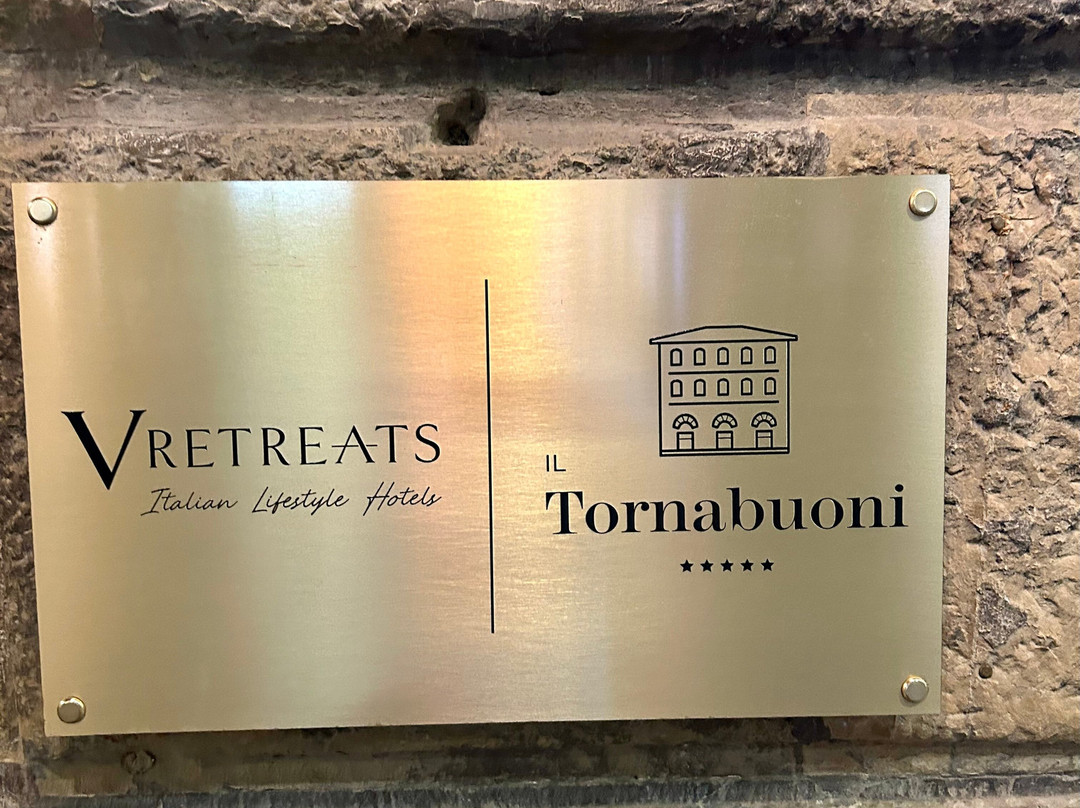 VRETREATS
Italian Lifestyle Hotels
IL
Tornabuoni
★★★★★